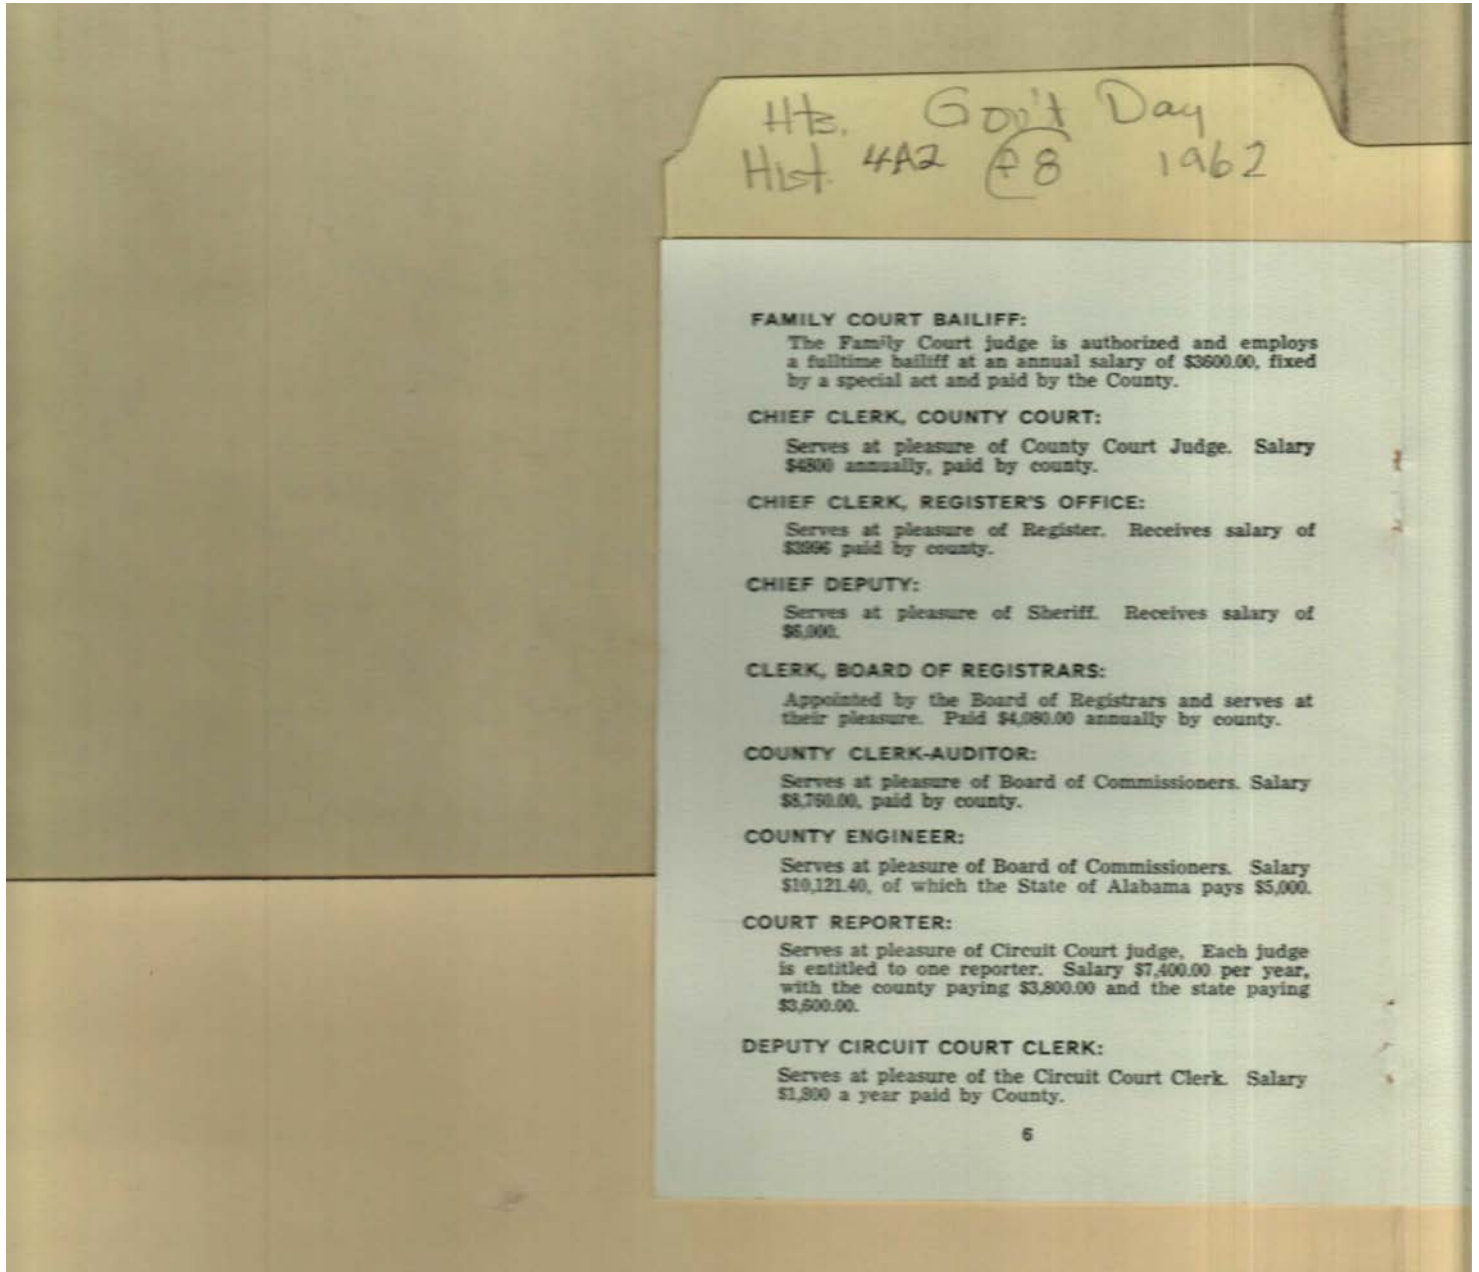 Hts. Gov't Day
Hist. 4A2 P8 1962
FAMILY COURT BAILIFF:
The Family Court judge is authorized and employs
a fulltime bailiff at an annual salary of $3600.00, fixed
by a special act and paid by the County.
CHIEF CLERK, COUNTY COURT:
Serves at pleasure of County Court Judge. Salary
$4800 annually, paid by county.
CHIEF CLERK, REGISTER'S OFFICE:
Serves at pleasure of Register. Receives salary of
$3996 paid by county.
CHIEF DEPUTY:
Serves at pleasure of Sheriff. Receives salary of
$6,000.
CLERK, BOARD OF REGISTRARS:
Appointed by the Board of Registrars and serves at
their pleasure. Paid $4,080.00 annually by county.
COUNTY CLERK-AUDITOR:
Serves at pleasure of Board of Commissioners. Salary
$8,760.00, paid by county.
COUNTY ENGINEER:
Serves at pleasure of Board of Commissioners. Salary
$10,121.40, of which the State of Alabama pays $5,000.
COURT REPORTER:
Serves at pleasure of Circuit Court judge. Each judge
is entitled to one reporter. Salary $7,400.00 per year,
with the county paying $3,800.00 and the state paying
$3,600.00.
DEPUTY CIRCUIT COURT CLERK:
Serves at pleasure of the Circuit Court Clerk. Salary
$1,800 a year paid by County.
6